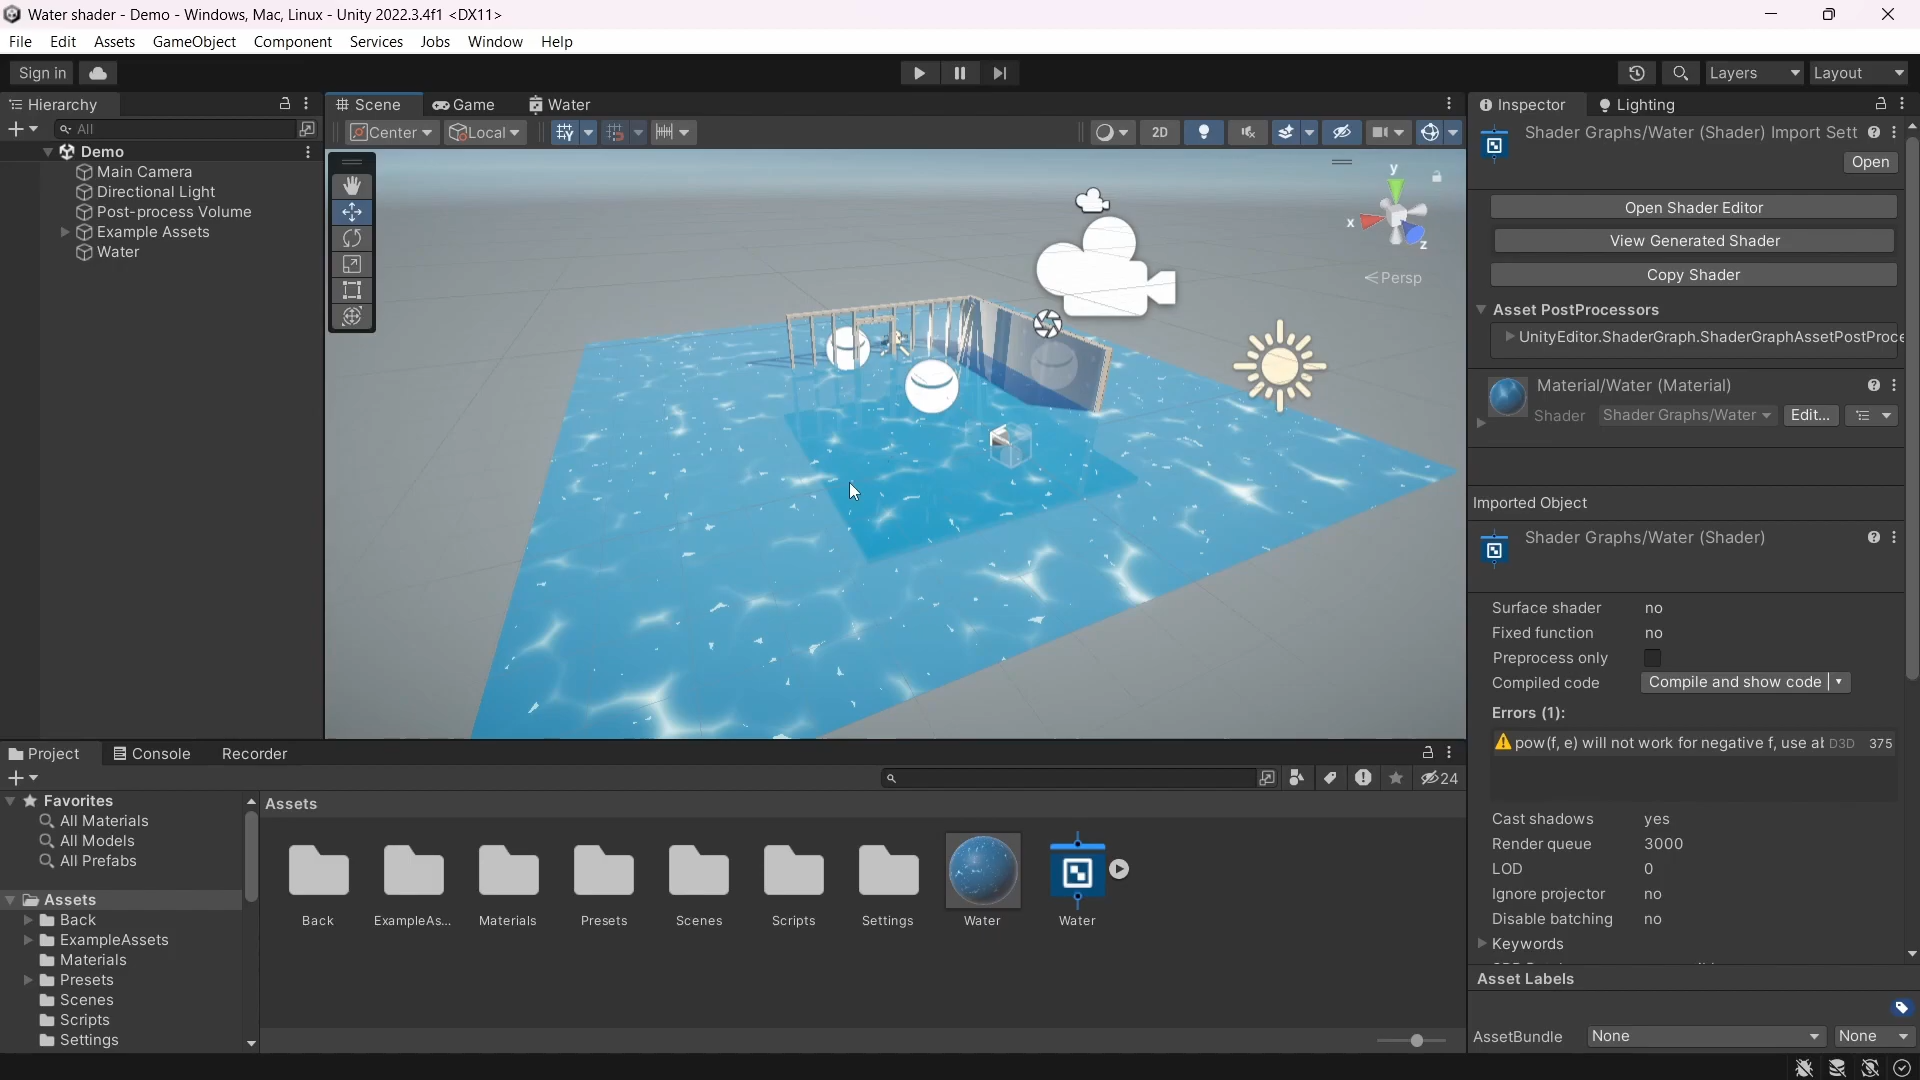 Water shader - Demo - Windows, Mac, Linux - Unity 2022.3.4f1 <DX11>
File Edit Assets GameObject Component Services Jobs Window Help
Sign in
Layers
Layout
Hierarchy
All
Demo
Main Camera
Directional Light
Post-process Volume
Example Assets
Water
Scene Game Water
Center Local 2D
y
x
z
Persp
Inspector Lighting
Shader Graphs/Water (Shader) Import Sett
Open
Open Shader Editor
View Generated Shader
Copy Shader
Asset PostProcessors
UnityEditor.ShaderGraph.ShaderGraphAssetPostProce
Material/Water (Material)
Shader Shader Graphs/Water Edit...
Imported Object
Shader Graphs/Water (Shader)
Surface shader no
Fixed function no
Preprocess only
Compiled code Compile and show code
Errors (1):
pow(f, e) will not work for negative f, use al D3D 375
Cast shadows yes
Render queue 3000
LOD 0
Ignore projector no
Disable batching no
Keywords
Asset Labels
AssetBundle None None
Project Console Recorder
24
Favorites
All Materials
All Models
All Prefabs
Assets
Back
ExampleAssets
Materials
Presets
Scenes
Scripts
Settings
Assets
Back ExampleAs... Materials Presets Scenes Scripts Settings Water Water